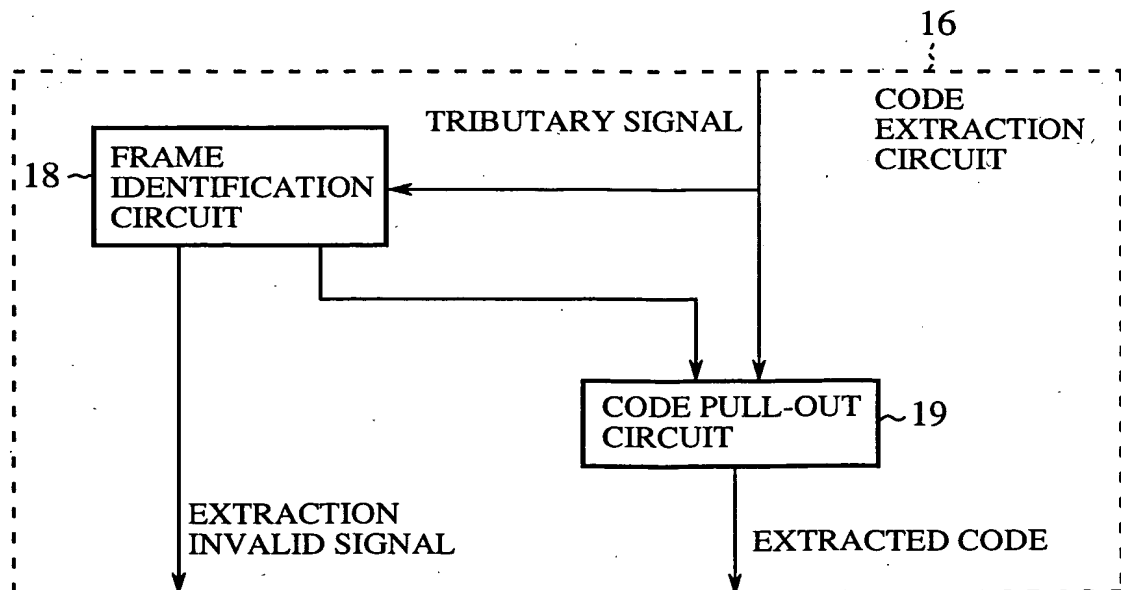 16
CODE
EXTRACTION
CIRCUIT
TRIBUTARY SIGNAL
18
FRAME
IDENTIFICATION
CIRCUIT
CODE PULL-OUT
CIRCUIT
19
EXTRACTION
INVALID SIGNAL
EXTRACTED CODE